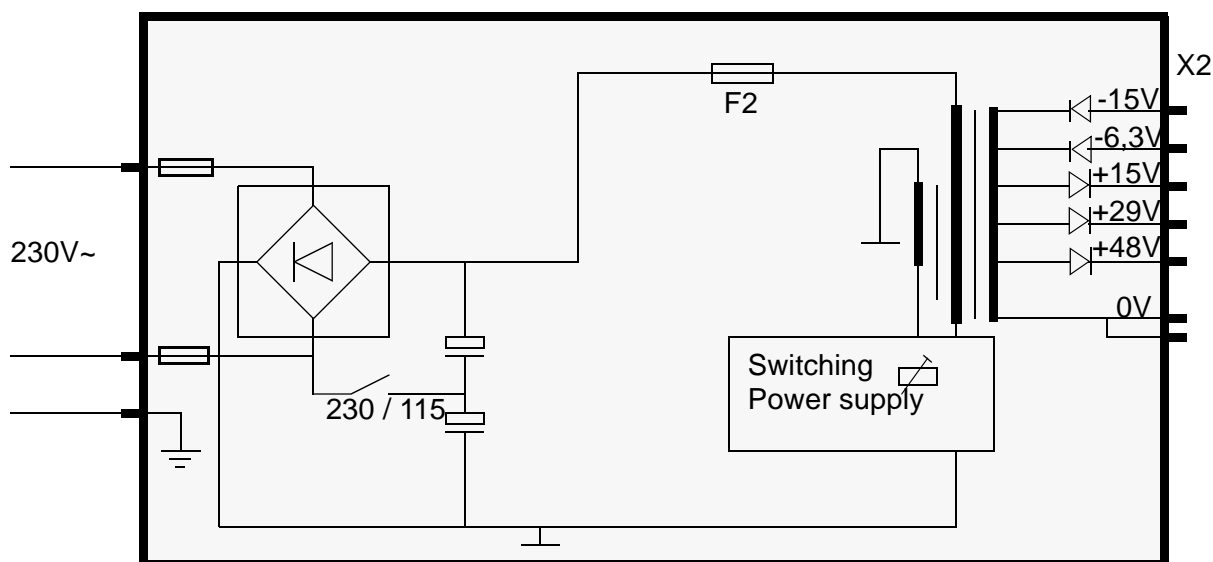 X2
F2
-15V
-6,3V
+15V
+29V
+48V
230V~
0V
Switching
Power supply
230 / 115